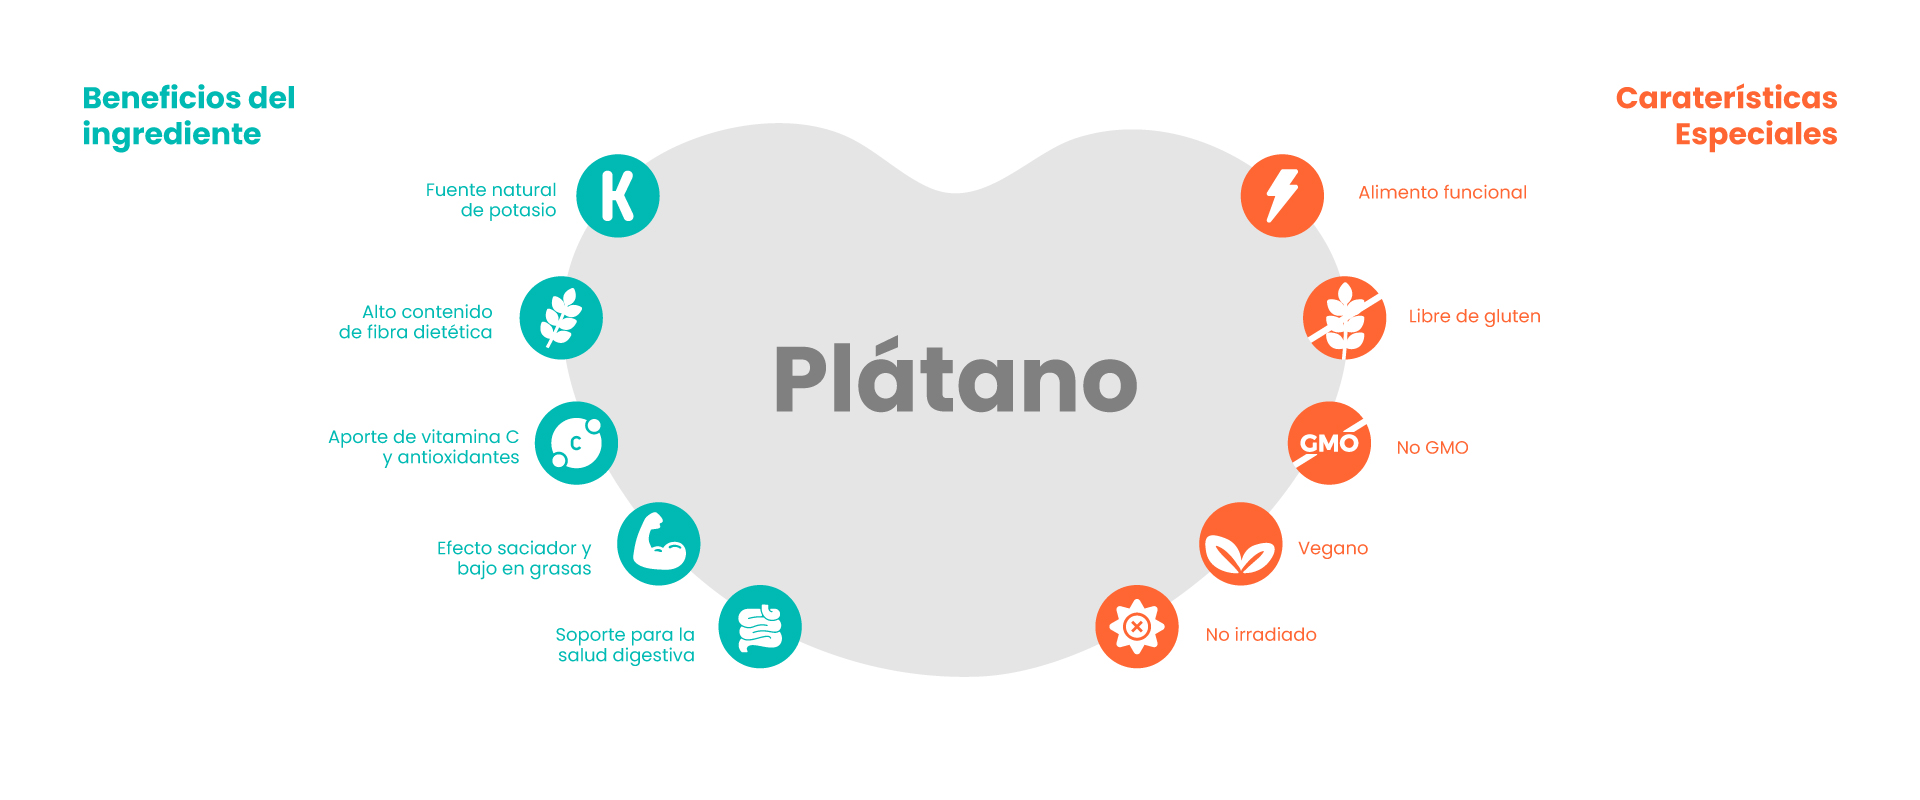 Beneficios del
ingrediente
Fuente natural
de potasio
K
Alto contenido
de fibra dietética
Aporte de vitamina C
y antioxidantes
C
Efecto saciador y
bajo en grasas
Soporte para la
salud digestiva
Plátano
Caraterísticas
Especiales
Alimento funcional
Libre de gluten
GMO
No GMO
Vegano
No irradiado